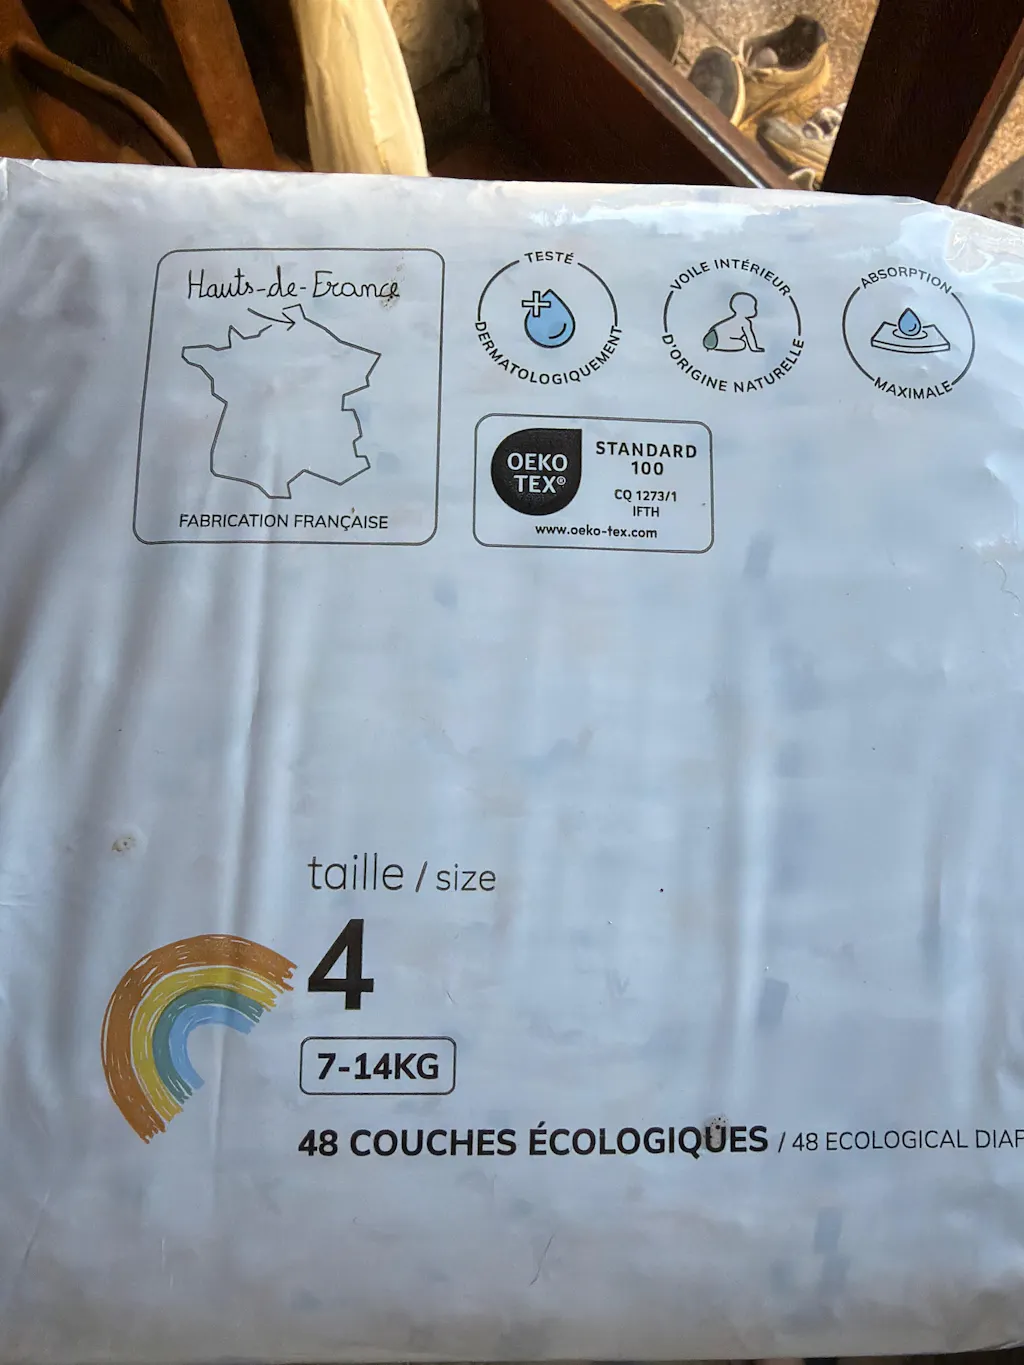 Hauts-de-France
FABRICATION FRANÇAISE
TESTÉ
DERMATOLOGIQUEMENT
VOILE INTÉRIEUR
D'ORIGINE NATURELLE
ABSORPTION
MAXIMALE
OEKO
TEX®
STANDARD
100
CQ 1273/1
IFTH
www.oeko-tex.com
taille / size
4
7-14KG
48 COUCHES ÉCOLOGIQUES / 48 ECOLOGICAL DIAP